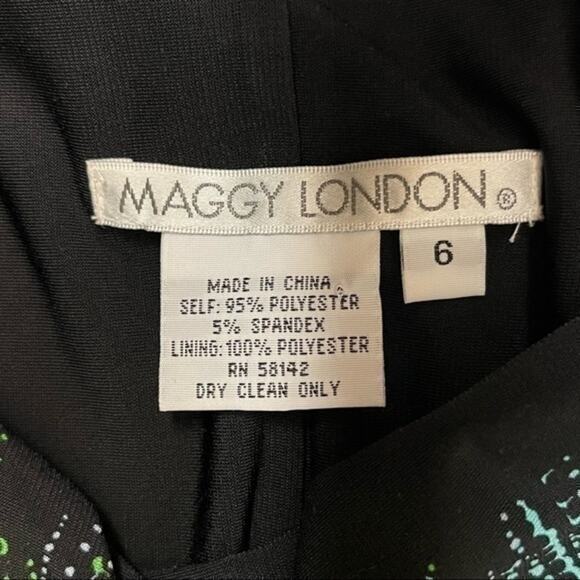 MAGGY LONDON ®
6
MADE IN CHINA
SELF: 95% POLYESTER
5% SPANDEX
LINING: 100% POLYESTER
RN 58142
DRY CLEAN ONLY